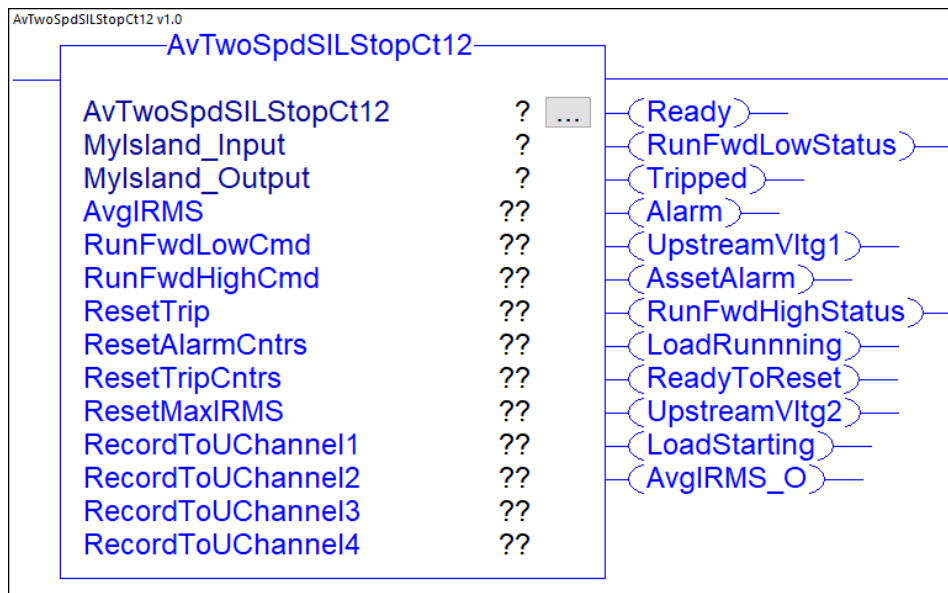 AvTwoSpdSILStopCt12 v1.0
AvTwoSpdSILStopCt12
AvTwoSpdSILStopCt12 ? ... Ready
MyIsland_Input ? RunFwdLowStatus
MyIsland_Output ? Tripped
AvgIRMS ?? Alarm
RunFwdLowCmd ?? UpstreamVltg1
RunFwdHighCmd ?? AssetAlarm
ResetTrip ?? RunFwdHighStatus
ResetAlarmCntrs ?? LoadRunnning
ResetTripCntrs ?? ReadyToReset
ResetMaxIRMS ?? UpstreamVltg2
RecordToUChannel1 ?? LoadStarting
RecordToUChannel2 ?? AvgIRMS_O
RecordToUChannel3 ??
RecordToUChannel4 ??